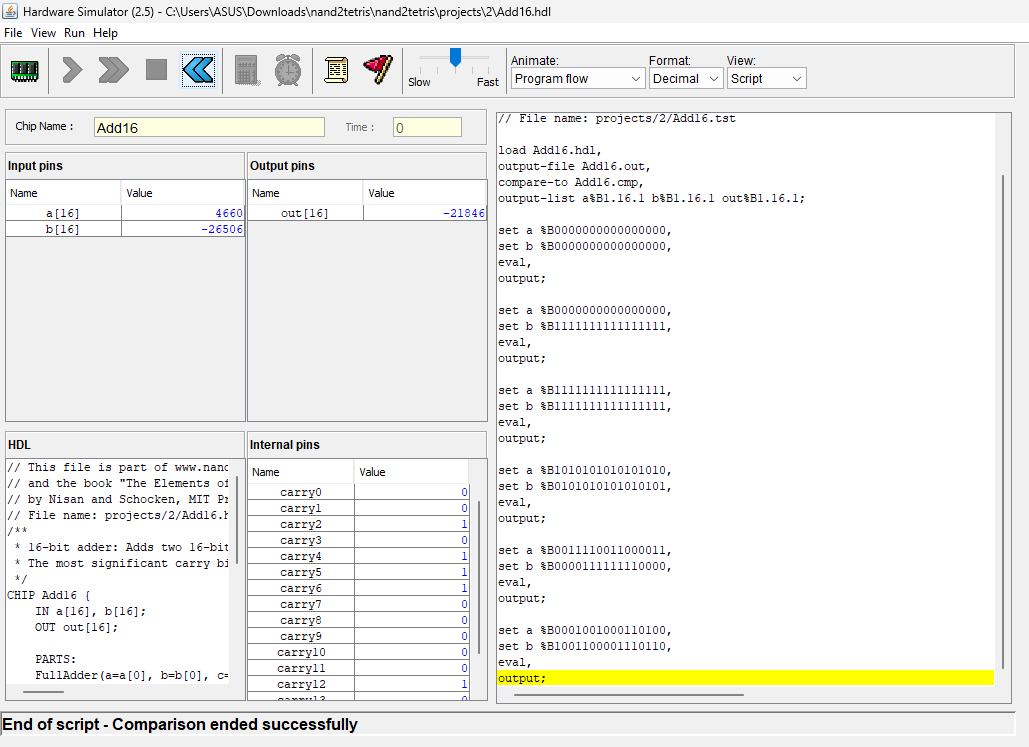 Hardware Simulator (2.5) - C:\Users\ASUS\Downloads\nand2tetris\nand2tetris\projects\2\Add16.hdl
File View Run Help
Slow Fast
Animate: Format: View:
Program flow Decimal Script
Chip Name : Add16 Time : 0
Input pins
Name Value
a[16] 4660
b[16] -26506
Output pins
Name Value
out[16] -21846
HDL
// This file is part of www.nand
// and the book "The Elements of
// by Nisan and Schocken, MIT Pr
// File name: projects/2/Add16.h
/**
* 16-bit adder: Adds two 16-bit
* The most significant carry bi
*/
CHIP Add16 {
IN a[16], b[16];
OUT out[16];
PARTS:
FullAdder(a=a[0], b=b[0], c=
Internal pins
Name Value
carry0 0
carry1 0
carry2 1
carry3 0
carry4 1
carry5 1
carry6 1
carry7 0
carry8 0
carry9 0
carry10 0
carry11 0
carry12 1
carry13 0
// File name: projects/2/Add16.tst
load Add16.hdl,
output-file Add16.out,
compare-to Add16.cmp,
output-list a%B1.16.1 b%B1.16.1 out%B1.16.1;
set a %B0000000000000000,
set b %B0000000000000000,
eval,
output;
set a %B0000000000000000,
set b %B1111111111111111,
eval,
output;
set a %B1111111111111111,
set b %B1111111111111111,
eval,
output;
set a %B1010101010101010,
set b %B0101010101010101,
eval,
output;
set a %B0011110011000011,
set b %B0000111111110000,
eval,
output;
set a %B0001001000110100,
set b %B1001100001110110,
eval,
output;
End of script - Comparison ended successfully